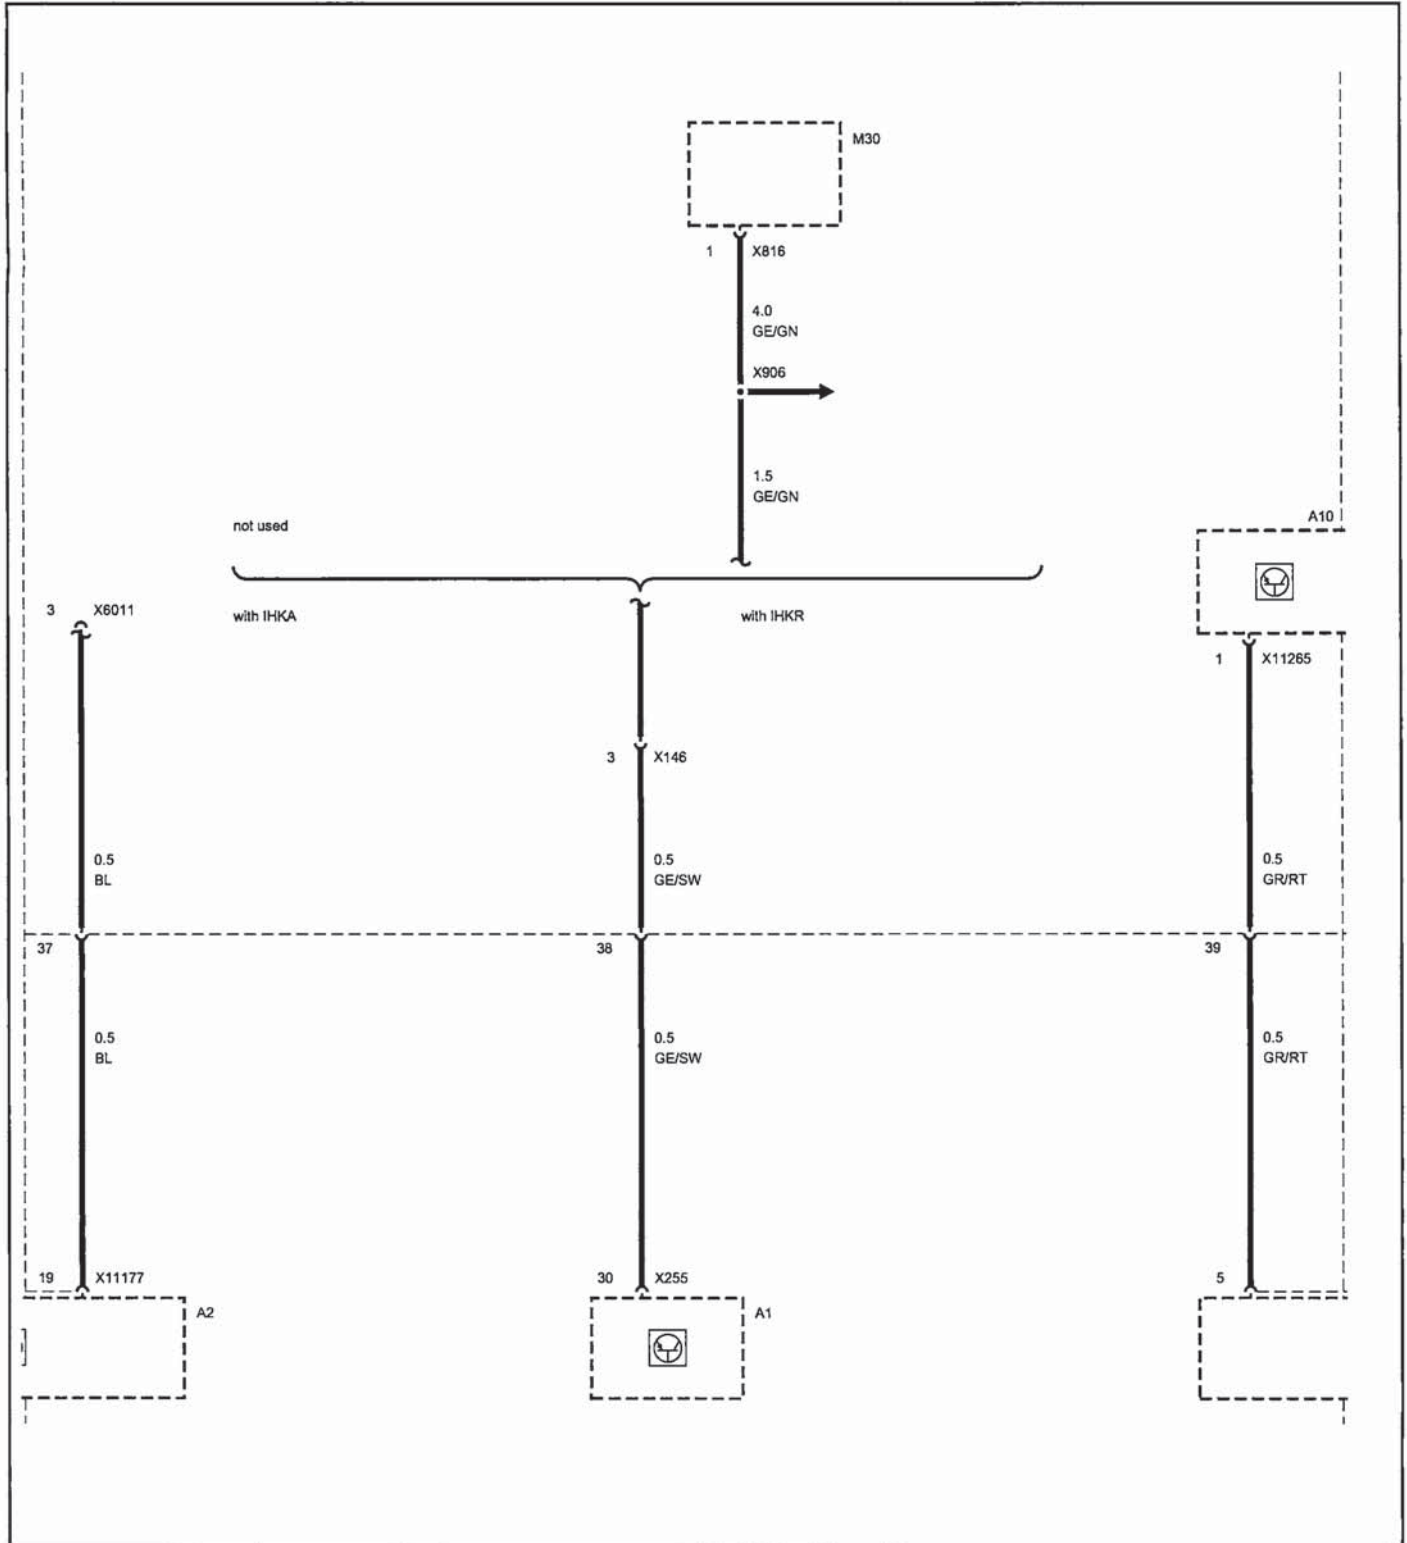 M30
1 X816
4.0
GE/GN
X906
1.5
GE/GN
not used
A10
3 X6011
with IHKA
with IHKR
1 X11265
3 X146
0.5
BL
0.5
GE/SW
0.5
GR/RT
37
38
39
0.5
BL
0.5
GE/SW
0.5
GR/RT
19 X11177
30 X255
5
A2
A1